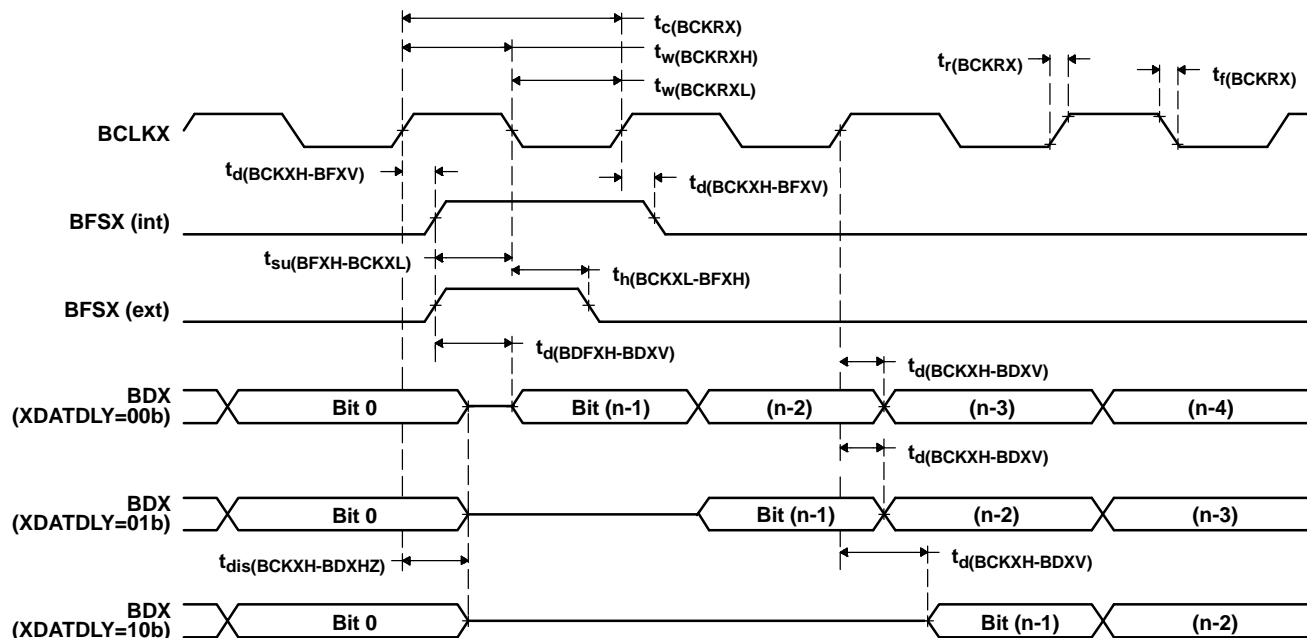 tc(BCKRX)
tw(BCKRXH)
tr(BCKRX)
tf(BCKRX)
tw(BCKRXL)
BCLKX
td(BCKXH-BFXV)
td(BCKXH-BFXV)
BFSX (int)
tsu(BFXH-BCKXL)
th(BCKXL-BFXH)
BFSX (ext)
td(BDFXH-BDXV)
td(BCKXH-BDXV)
BDX
(XDATDLY=00b)
Bit 0
Bit (n-1)
(n-2)
(n-3)
(n-4)
td(BCKXH-BDXV)
BDX
(XDATDLY=01b)
Bit 0
Bit (n-1)
(n-2)
(n-3)
tdis(BCKXH-BDXHZ)
td(BCKXH-BDXV)
BDX
(XDATDLY=10b)
Bit 0
Bit (n-1)
(n-2)